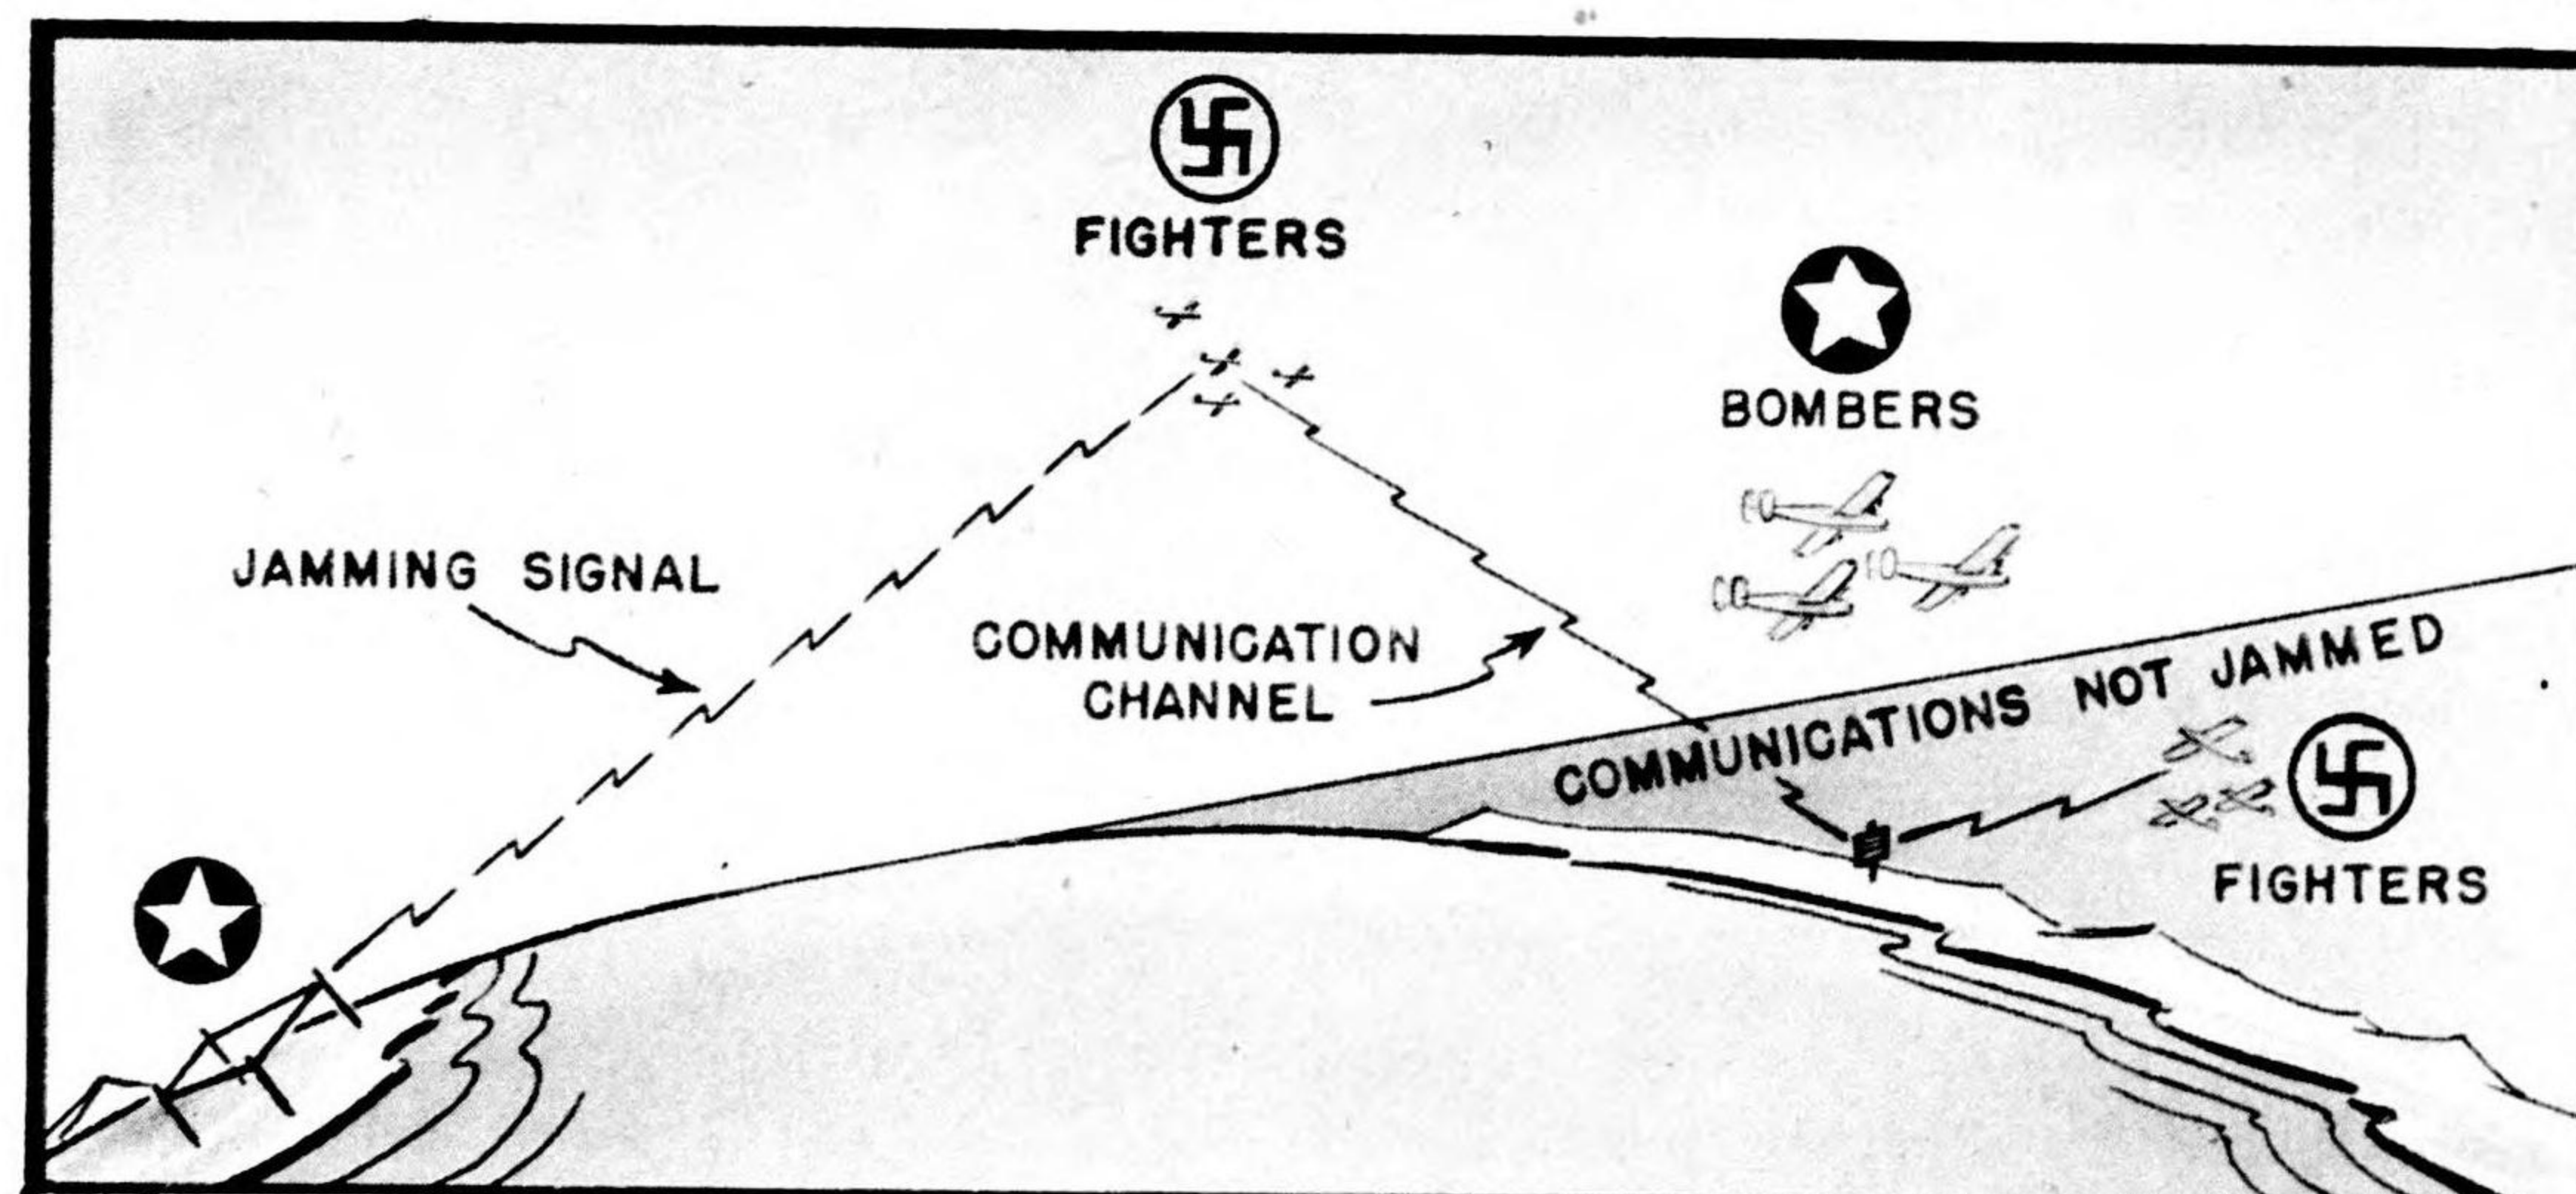 FIGHTERS
BOMBERS
JAMMING SIGNAL
COMMUNICATION
CHANNEL
COMMUNICATIONS NOT JAMMED
FIGHTERS